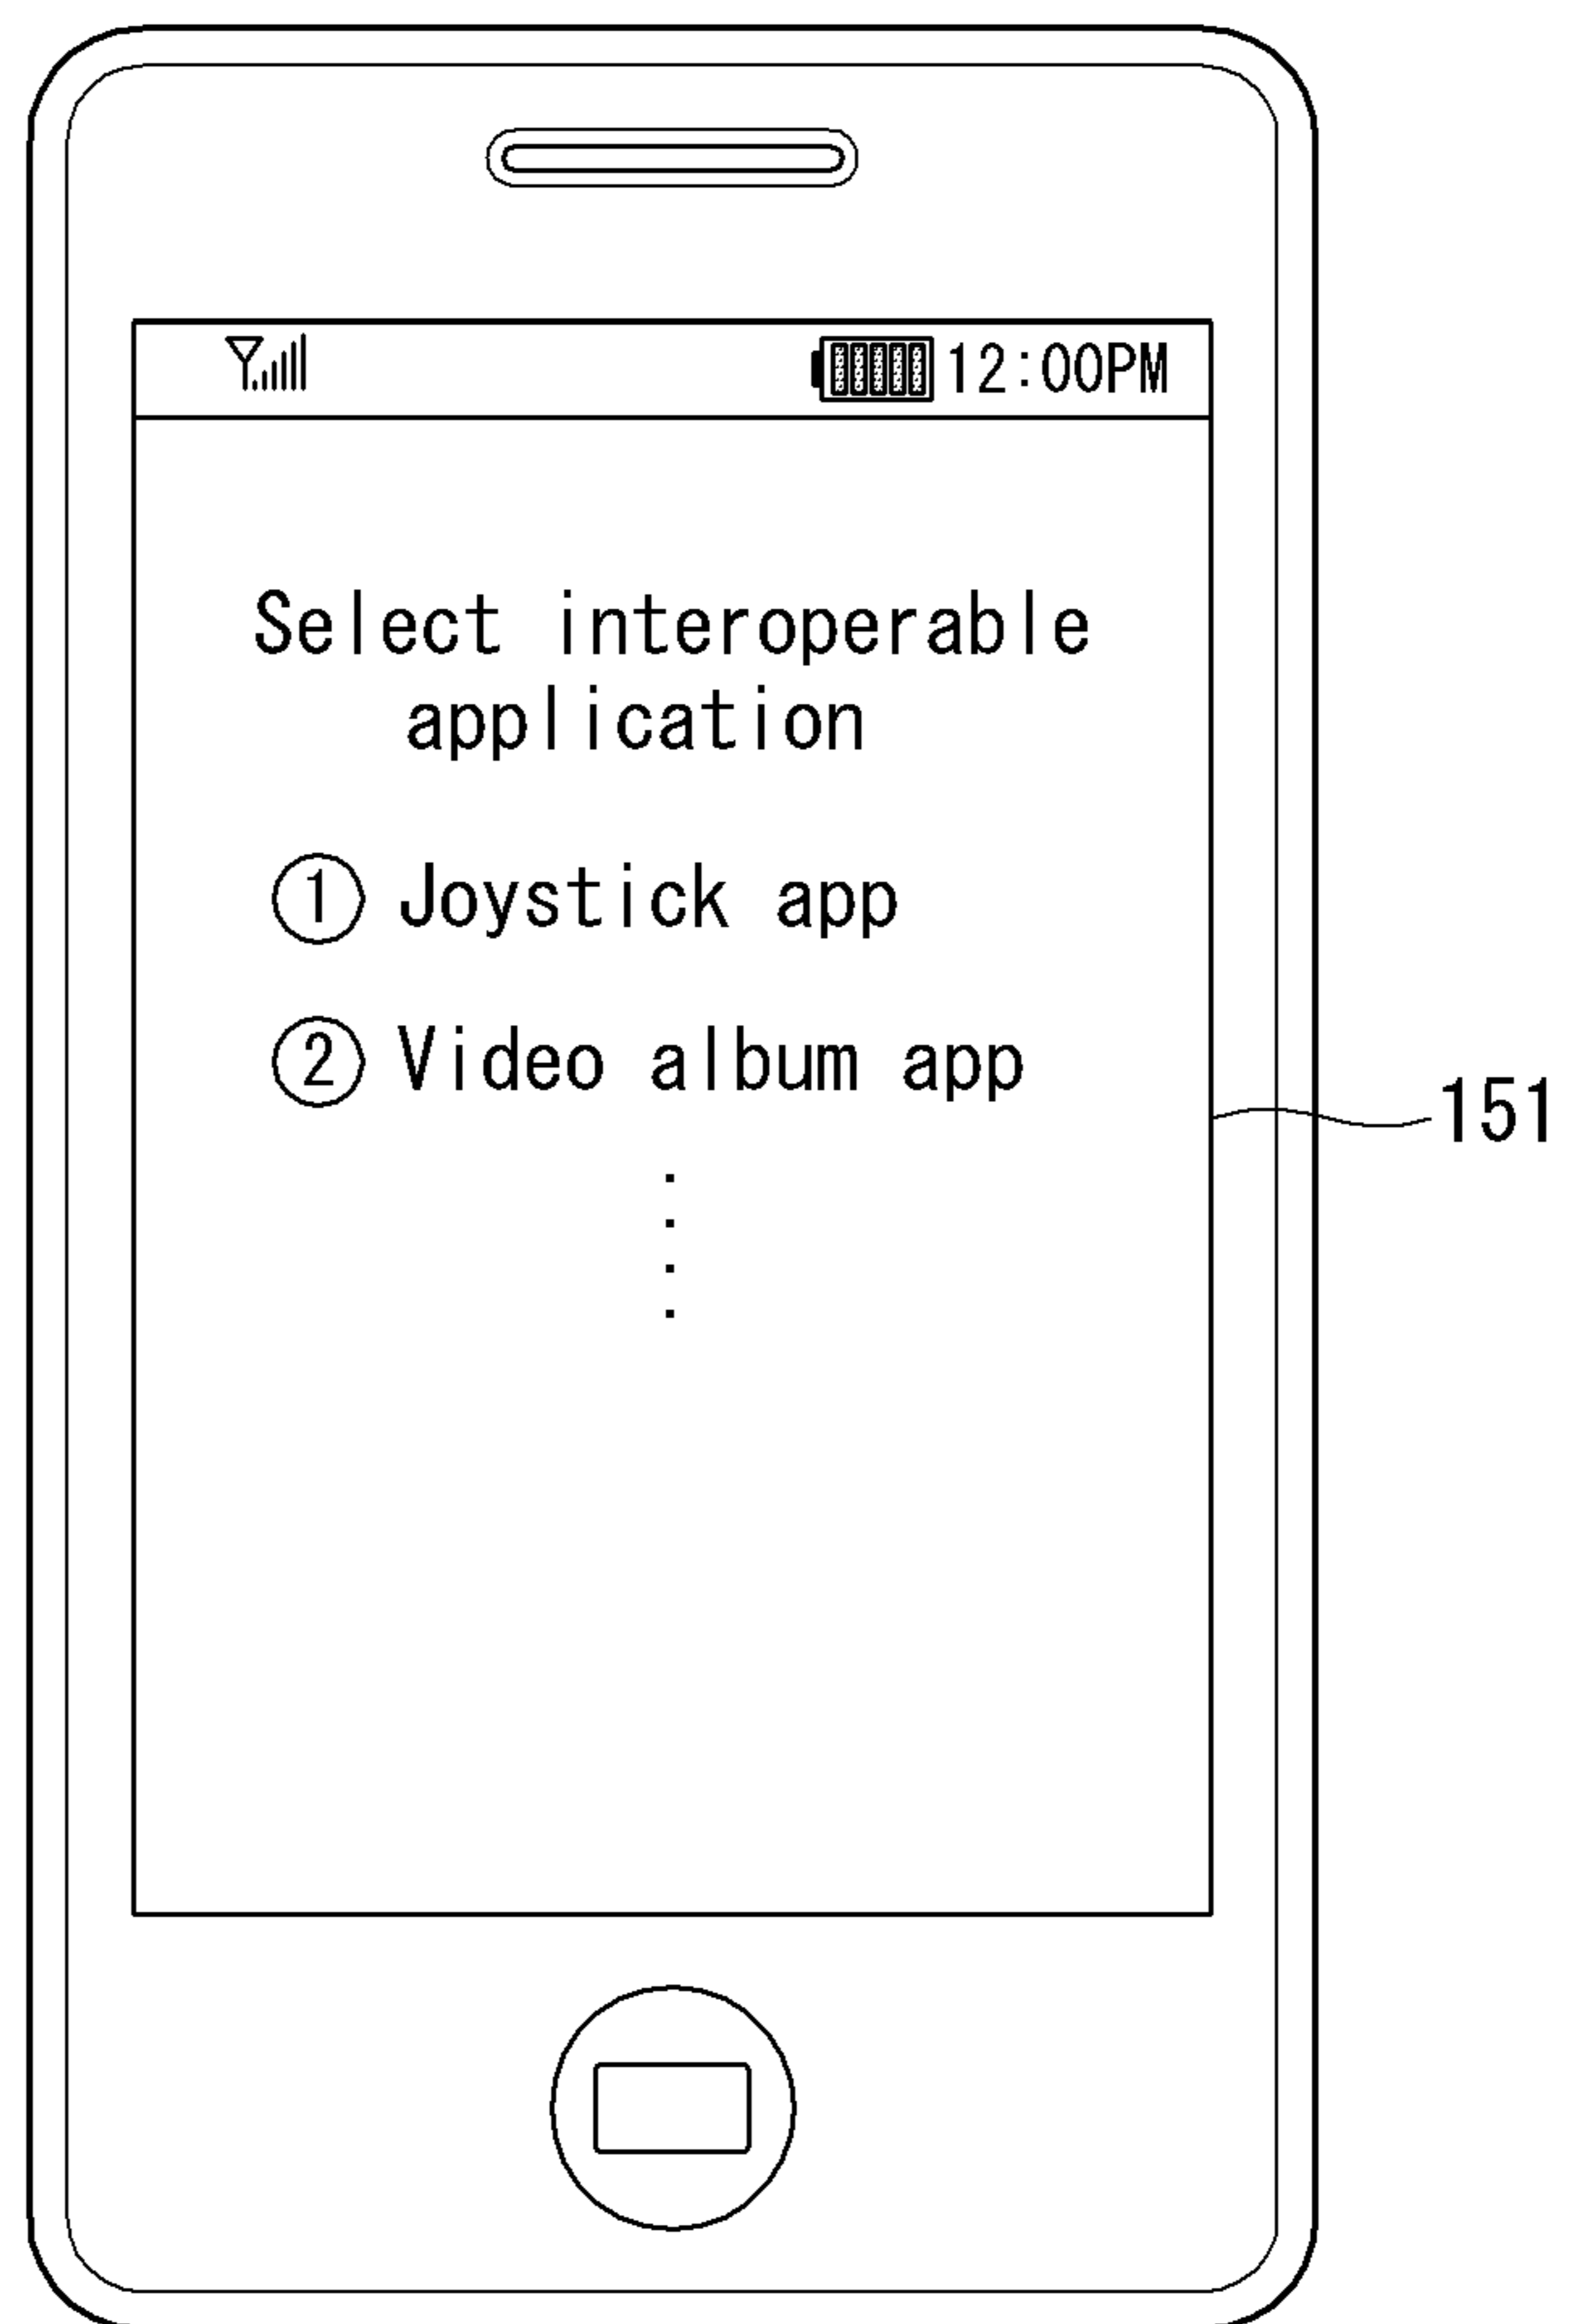 12:00PM
Select interoperable
application
① Joystick app
② Video album app
151